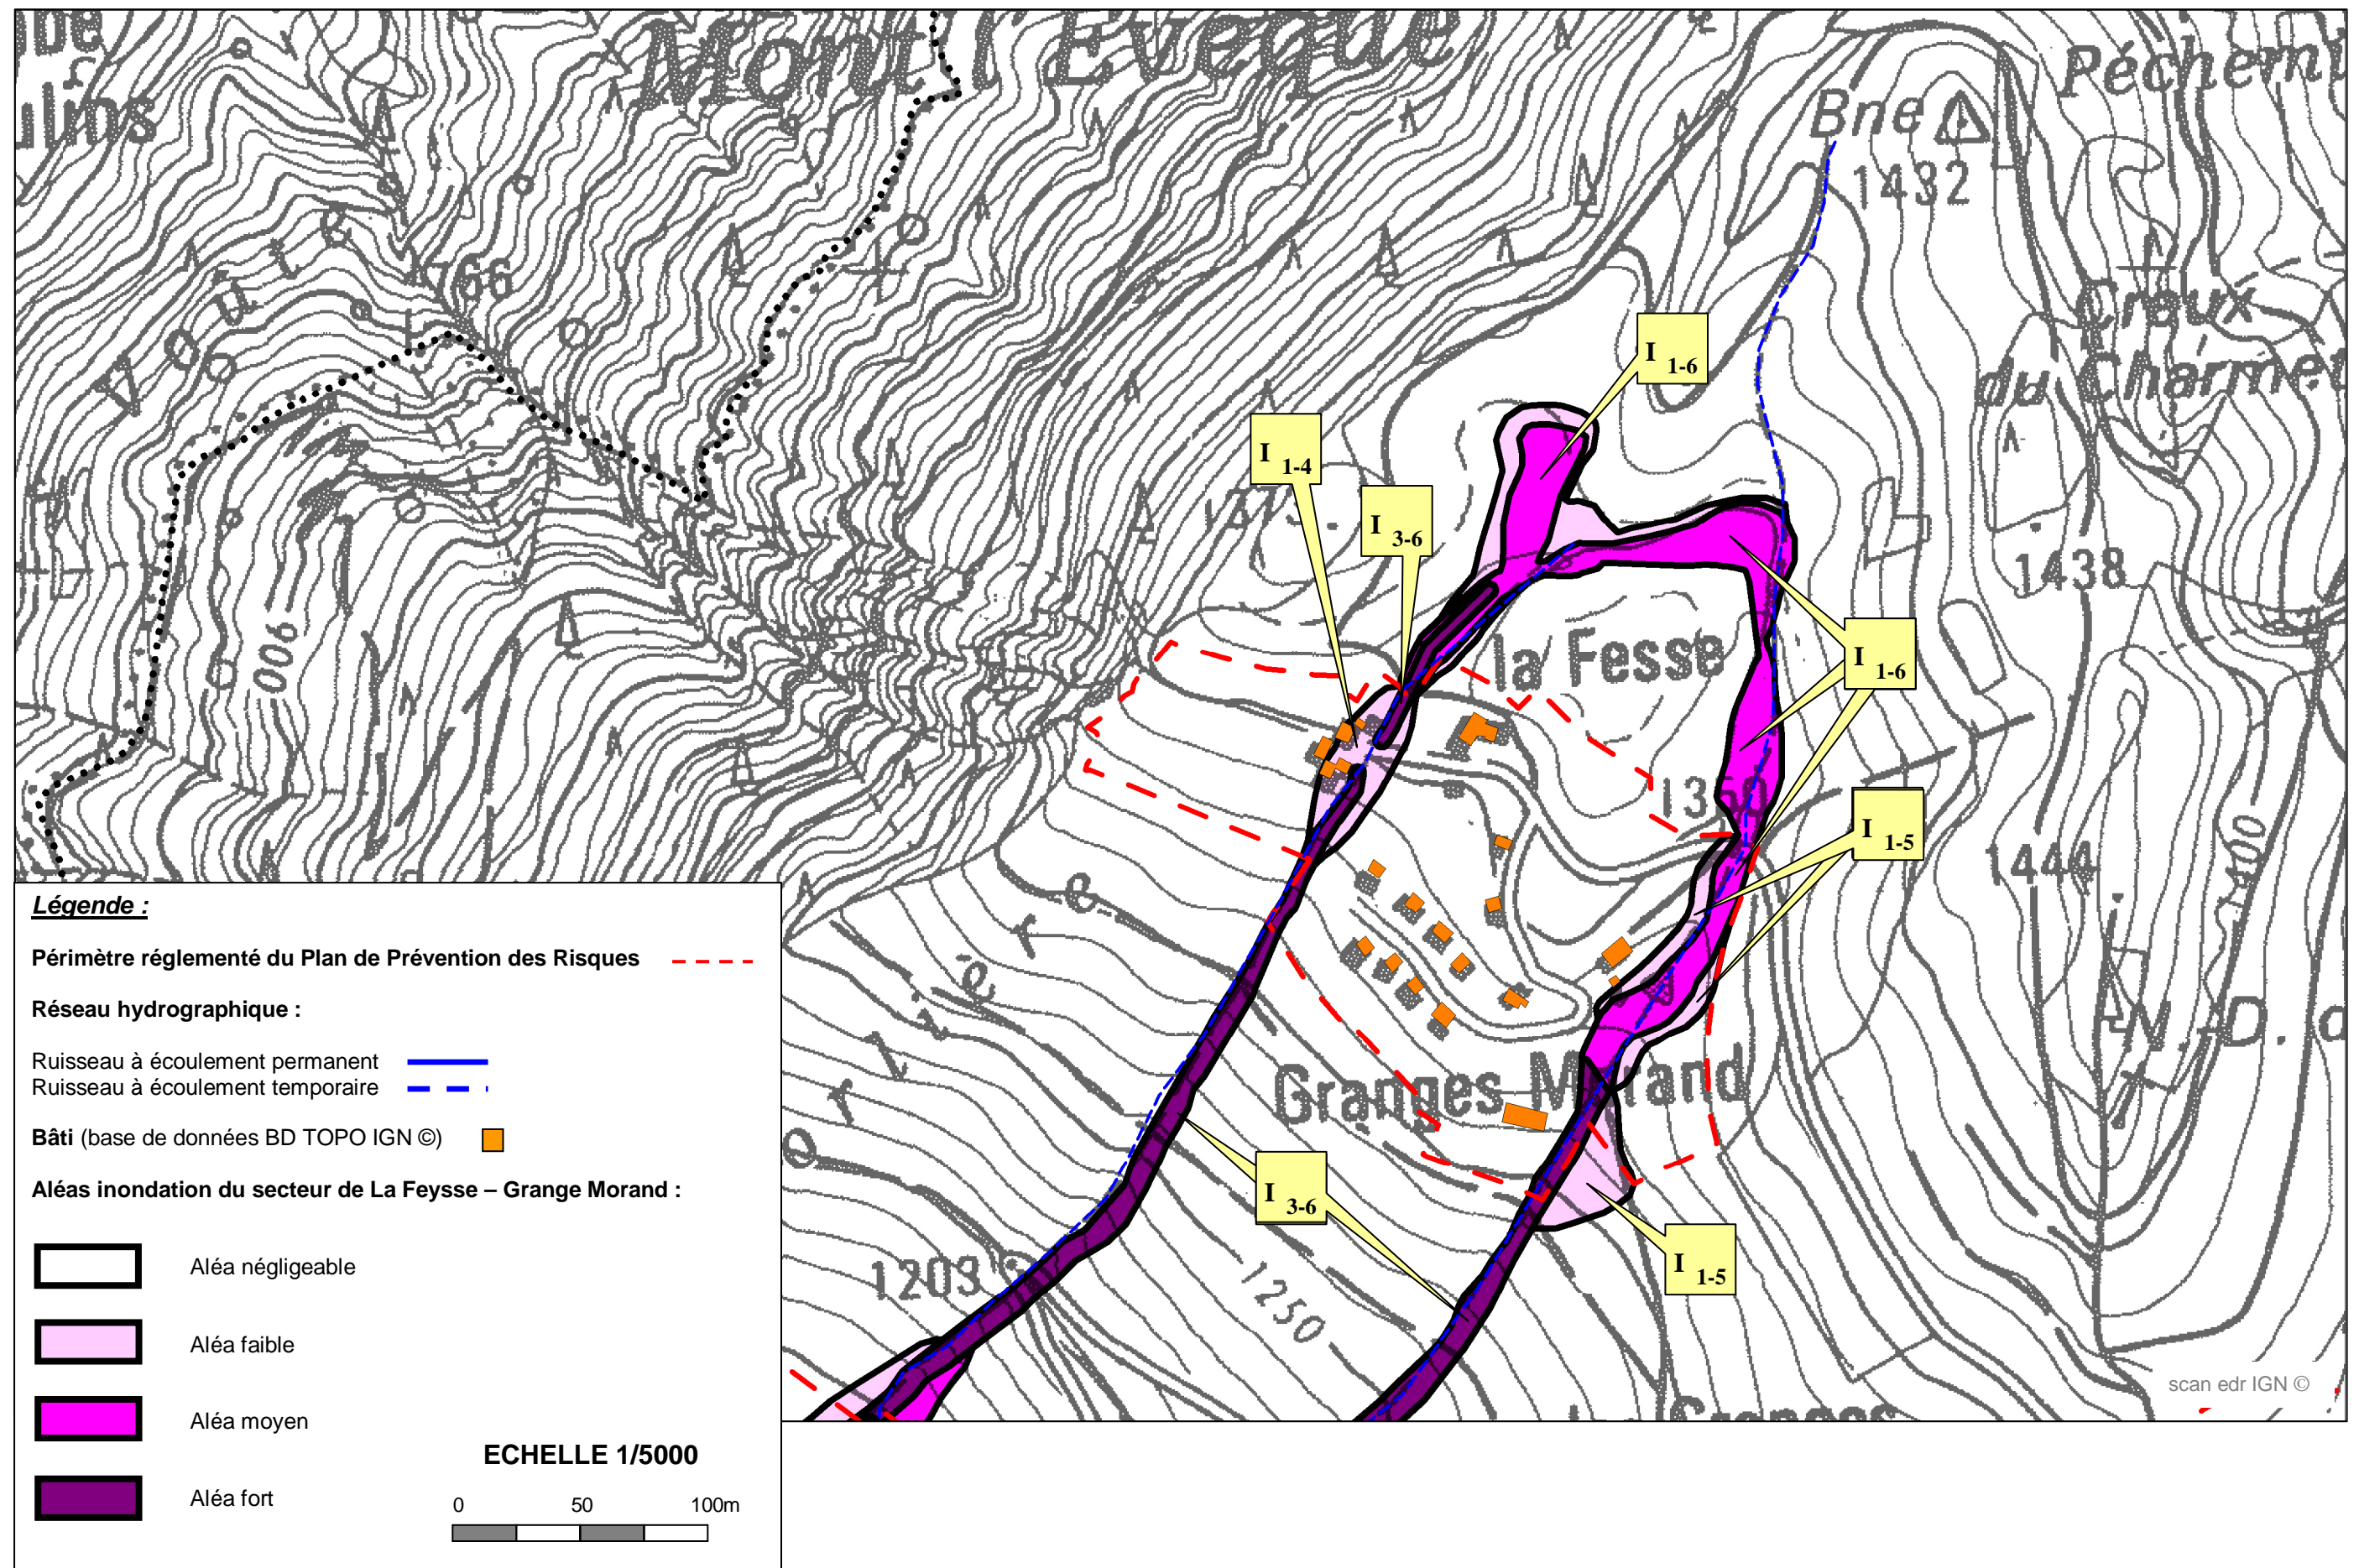 Mont l'Evêque
Bne
1432
766
Creux
du Charmet
1438
la Fesse
1444
900
Granges Morand
1203
1250
I 1-6
I 1-4
I 3-6
I 1-6
I 1-5
I 3-6
I 1-5
Légende :
Périmètre réglementé du Plan de Prévention des Risques
Réseau hydrographique :
Ruisseau à écoulement permanent
Ruisseau à écoulement temporaire
Bâti (base de données BD TOPO IGN ©)
Aléas inondation du secteur de La Feysse – Grange Morand :
Aléa négligeable
Aléa faible
Aléa moyen
Aléa fort
ECHELLE 1/5000
0 50 100m
scan edr IGN ©